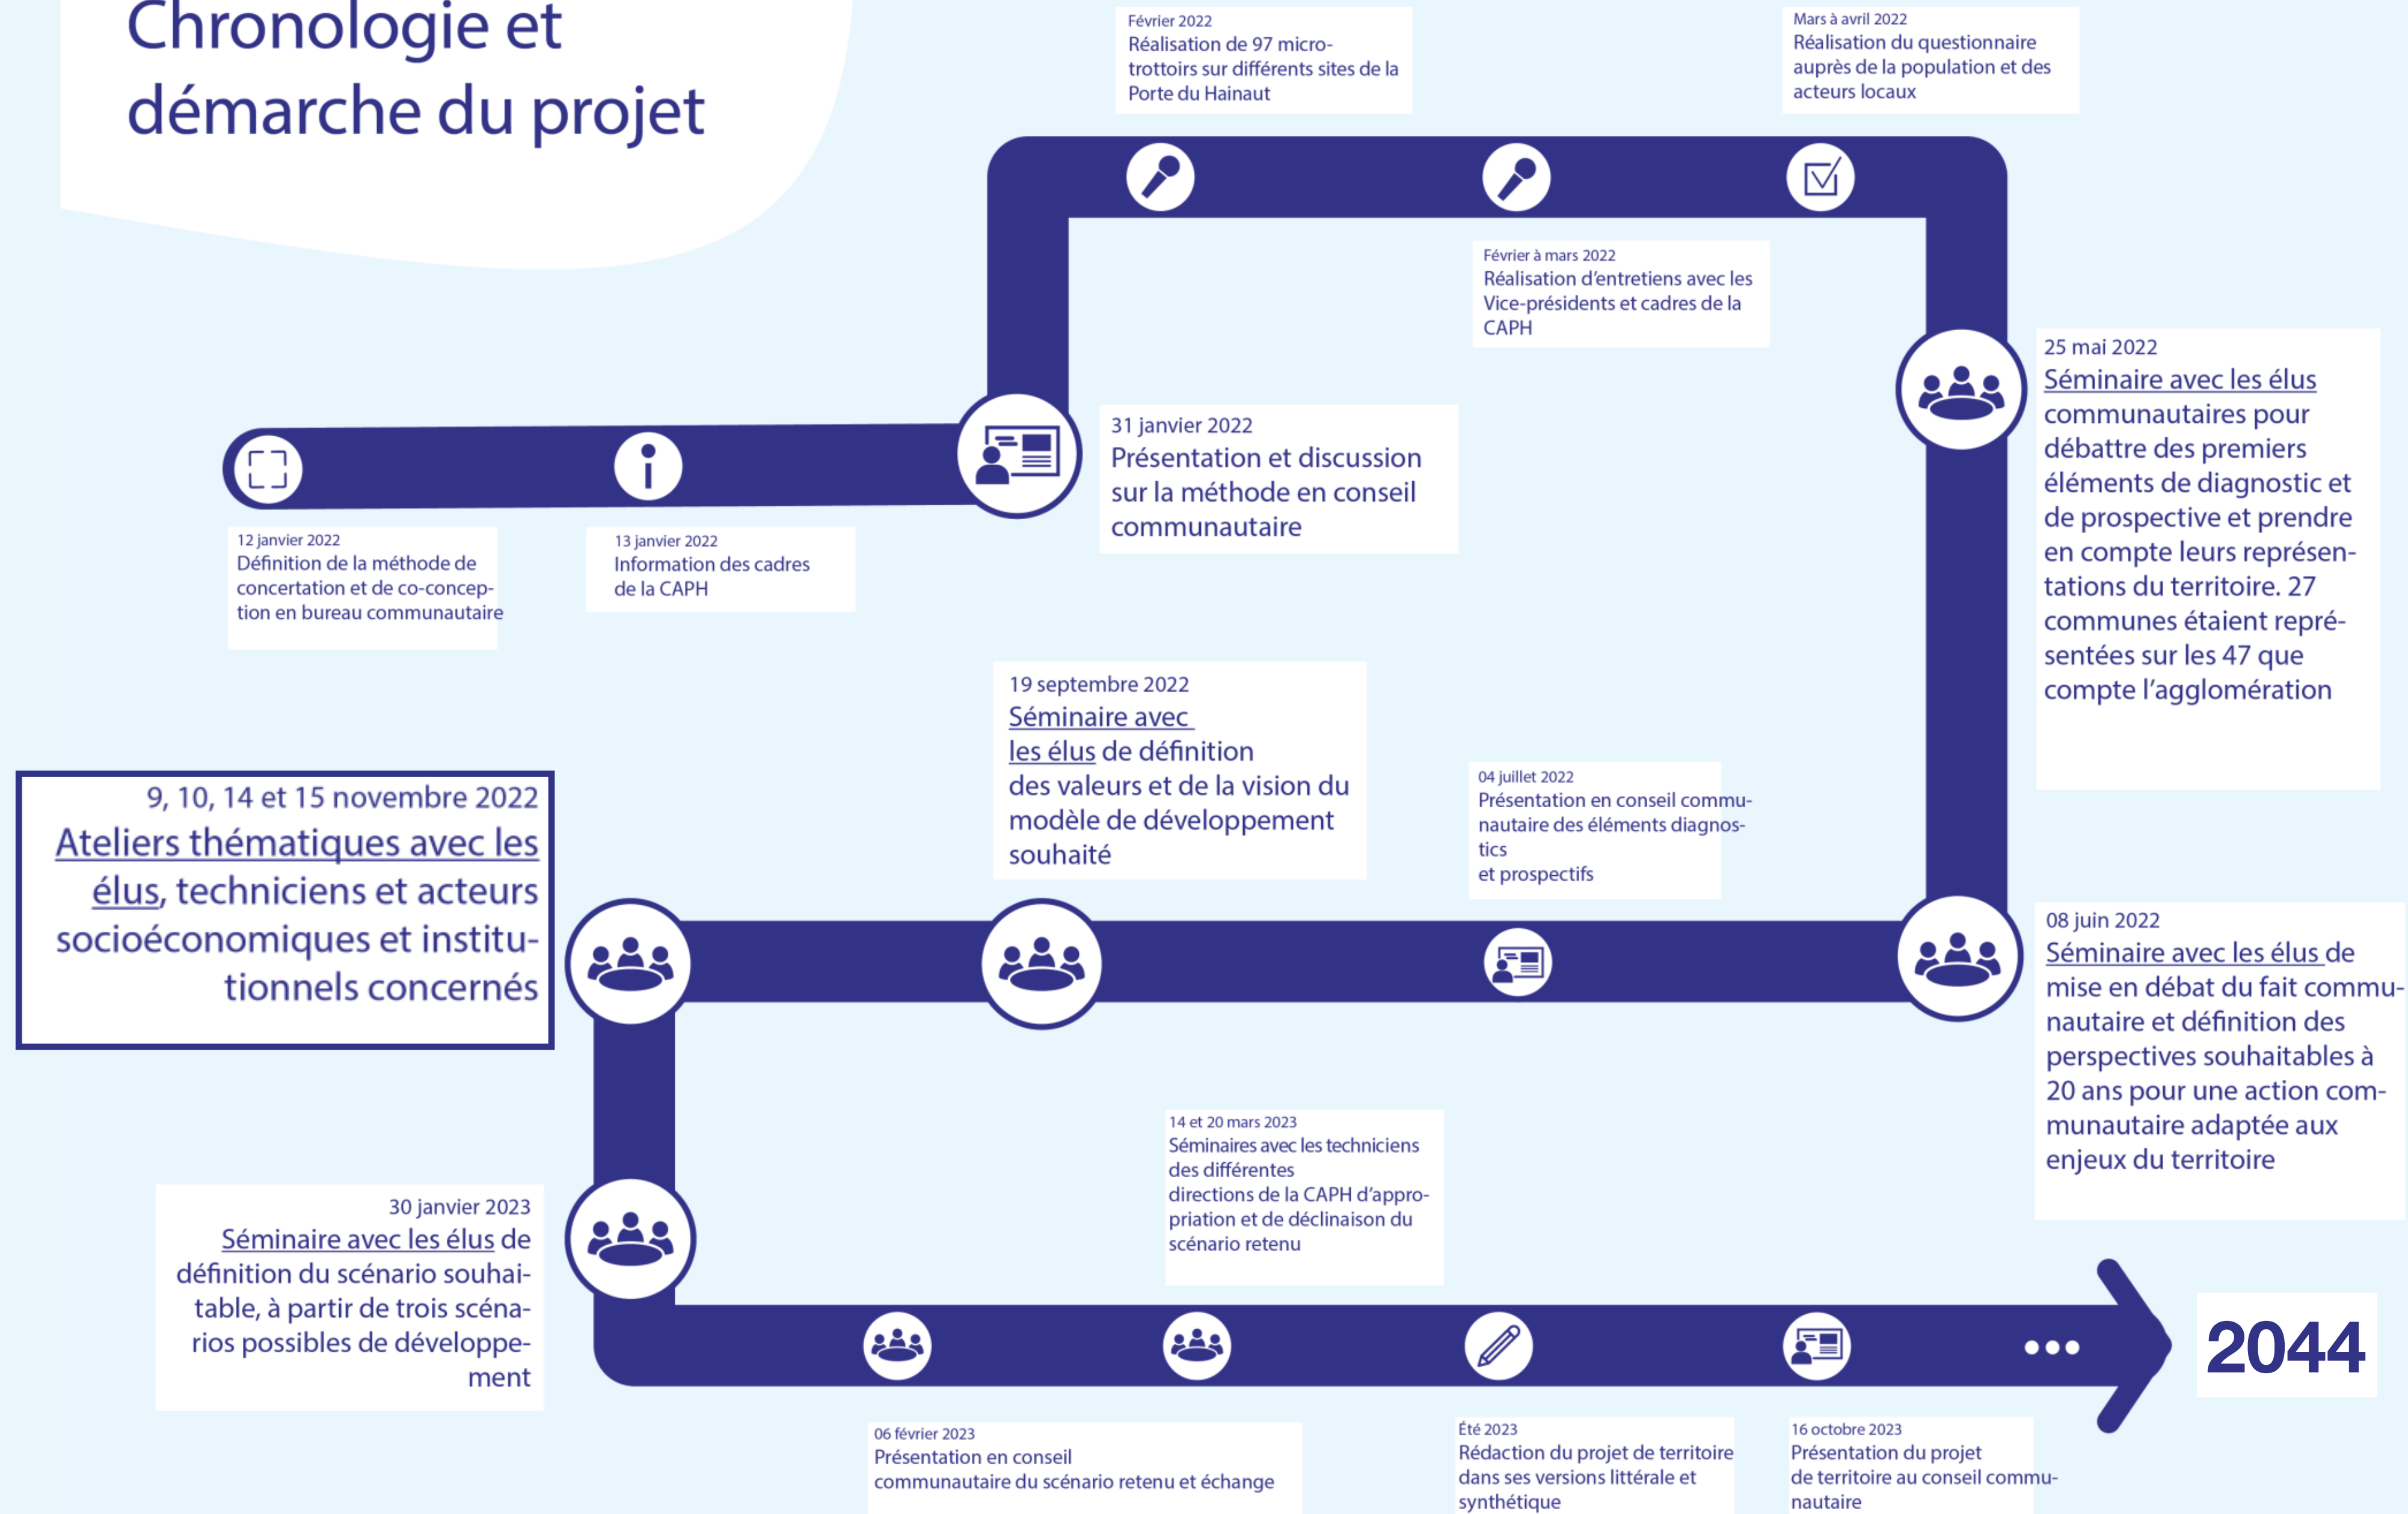 Chronologie et
démarche du projet
12 janvier 2022
Définition de la méthode de
concertation et de co-concep-
tion en bureau communautaire
13 janvier 2022
Information des cadres
de la CAPH
31 janvier 2022
Présentation et discussion
sur la méthode en conseil
communautaire
Février 2022
Réalisation de 97 micro-
trottoirs sur différents sites de la
Porte du Hainaut
Février à mars 2022
Réalisation d'entretiens avec les
Vice-présidents et cadres de la
CAPH
Mars à avril 2022
Réalisation du questionnaire
auprès de la population et des
acteurs locaux
25 mai 2022
Séminaire avec les élus
communautaires pour
débattre des premiers
éléments de diagnostic et
de prospective et prendre
en compte leurs représen-
tations du territoire. 27
communes étaient repré-
sentées sur les 47 que
compte l'agglomération
08 juin 2022
Séminaire avec les élus de
mise en débat du fait commu-
nautaire et définition des
perspectives souhaitables à
20 ans pour une action com-
munautaire adaptée aux
enjeux du territoire
04 juillet 2022
Présentation en conseil commu-
nautaire des éléments diagnos-
tics
et prospectifs
19 septembre 2022
Séminaire avec
les élus de définition
des valeurs et de la vision du
modèle de développement
souhaité
9, 10, 14 et 15 novembre 2022
Ateliers thématiques avec les
élus, techniciens et acteurs
socioéconomiques et institu-
tionnels concernés
30 janvier 2023
Séminaire avec les élus de
définition du scénario souhai-
table, à partir de trois scéna-
rios possibles de développe-
ment
06 février 2023
Présentation en conseil
communautaire du scénario retenu et échange
14 et 20 mars 2023
Séminaires avec les techniciens
des différentes
directions de la CAPH d'appro-
priation et de déclinaison du
scénario retenu
Été 2023
Rédaction du projet de territoire
dans ses versions littérale et
synthétique
16 octobre 2023
Présentation du projet
de territoire au conseil commu-
nautaire
2044